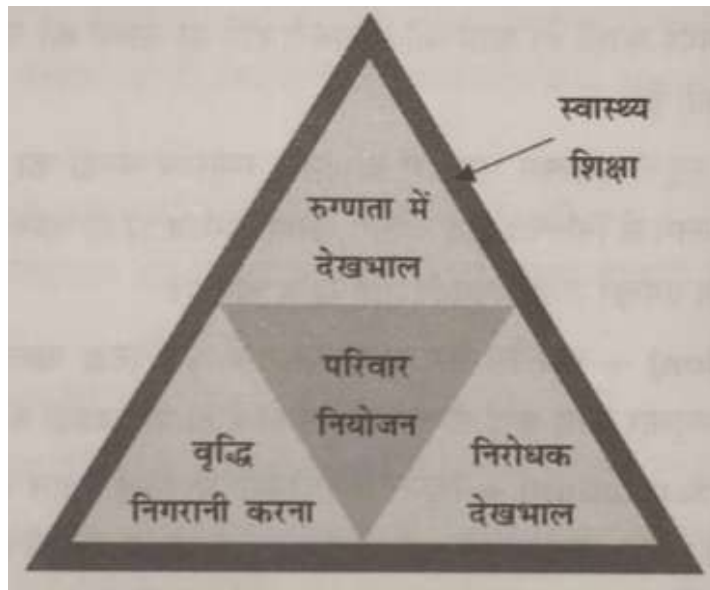 स्वास्थ्य
शिक्षा
रुग्णता में
देखभाल
परिवार
नियोजन
वृद्धि
निगरानी करना
निरोधक
देखभाल